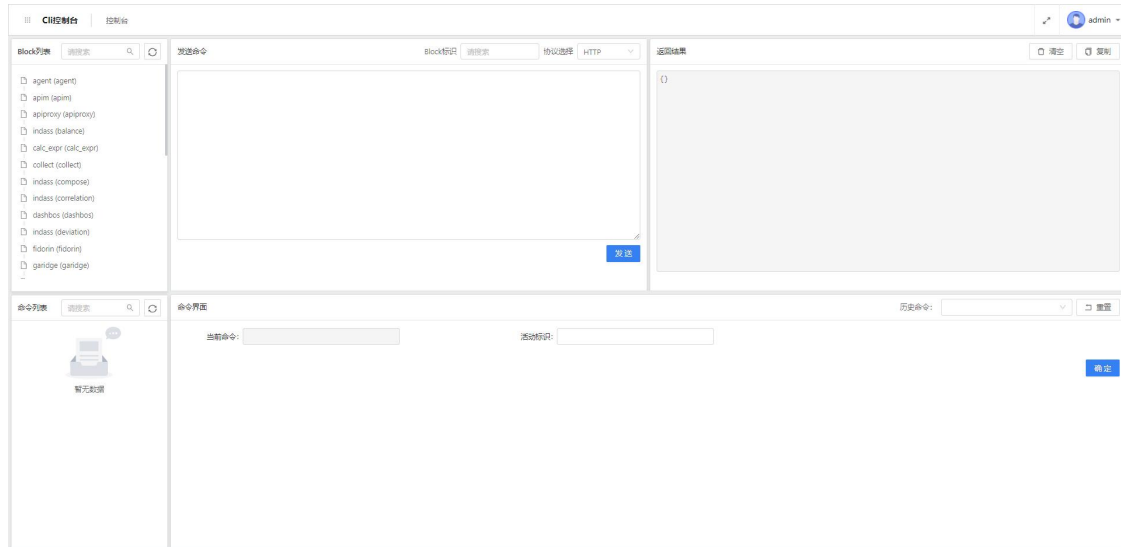 Cli控制台 控制台 admin
Block列表 请搜索
agent (agent)
apim (apim)
apiproxy (apiproxy)
indass (balance)
calc_expr (calc_expr)
collect (collect)
indass (compose)
indass (correlation)
dashbos (dashbos)
indass (deviation)
fidorin (fidorin)
garidge (garidge)
发送命令 Block标识 请搜索 协议选择 HTTP
发送
返回结果 清空 复制
{}
命令列表 请搜索
暂无数据
命令界面 历史命令: 重置
当前命令: 活动标识:
确定